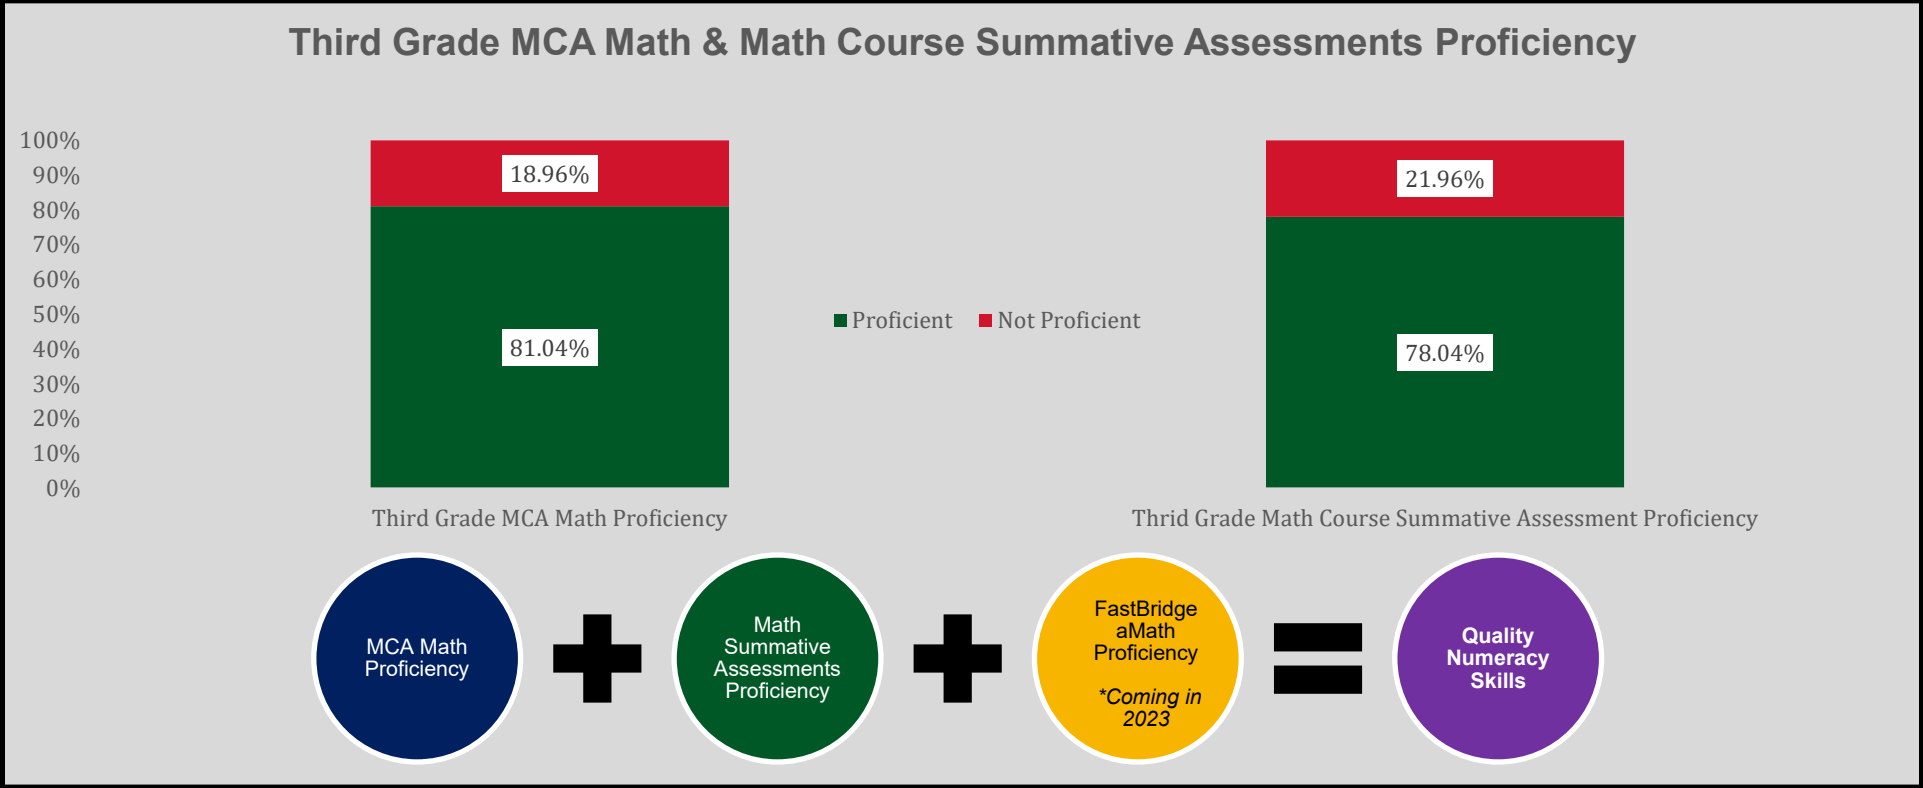 Third Grade MCA Math & Math Course Summative Assessments Proficiency
100%
90%
80%
70%
60%
50%
40%
30%
20%
10%
0%
18.96%
81.04%
Proficient
Not Proficient
21.96%
78.04%
Third Grade MCA Math Proficiency
Thrid Grade Math Course Summative Assessment Proficiency
MCA Math
Proficiency
Math
Summative
Assessments
Proficiency
FastBridge
aMath
Proficiency
*Coming in
2023
Quality
Numeracy
Skills